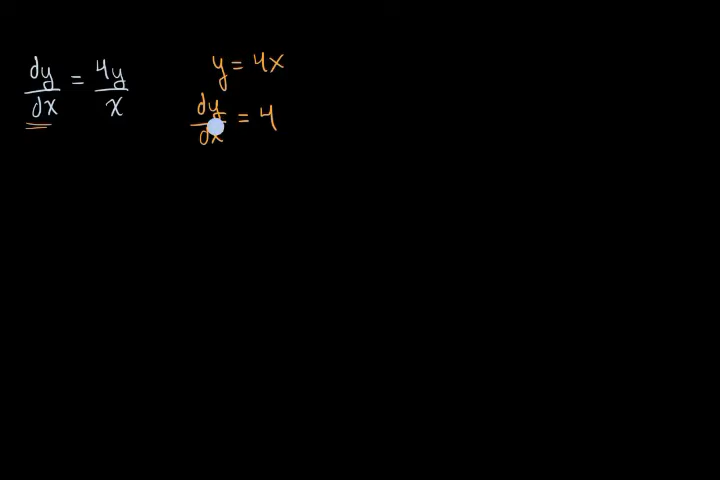 dy/dx = 4y/x
y = 4x
dy/dx = 4